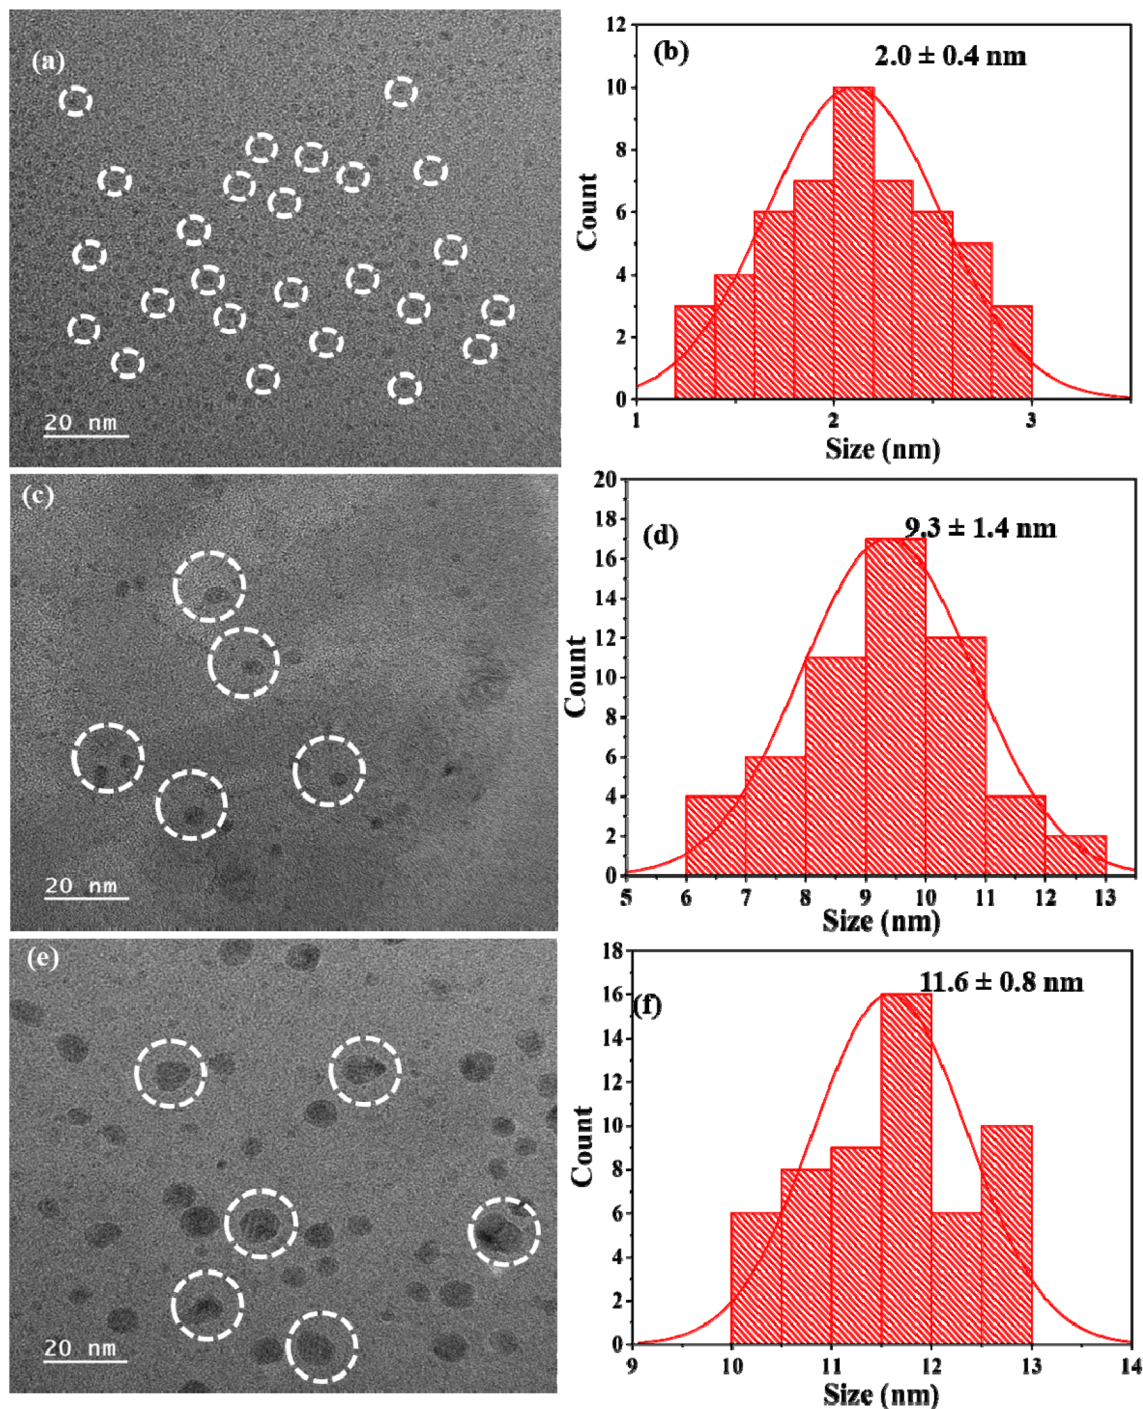 (a)
20 nm
(b)
2.0 ± 0.4 nm
12
10
8
6
4
2
0
Count
1 2 3
Size (nm)
(c)
20 nm
(d)
9.3 ± 1.4 nm
20
18
16
14
12
10
8
6
4
2
0
Count
5 6 7 8 9 10 11 12 13
Size (nm)
(e)
20 nm
(f)
11.6 ± 0.8 nm
18
16
14
12
10
8
6
4
2
0
Count
9 10 11 12 13 14
Size (nm)